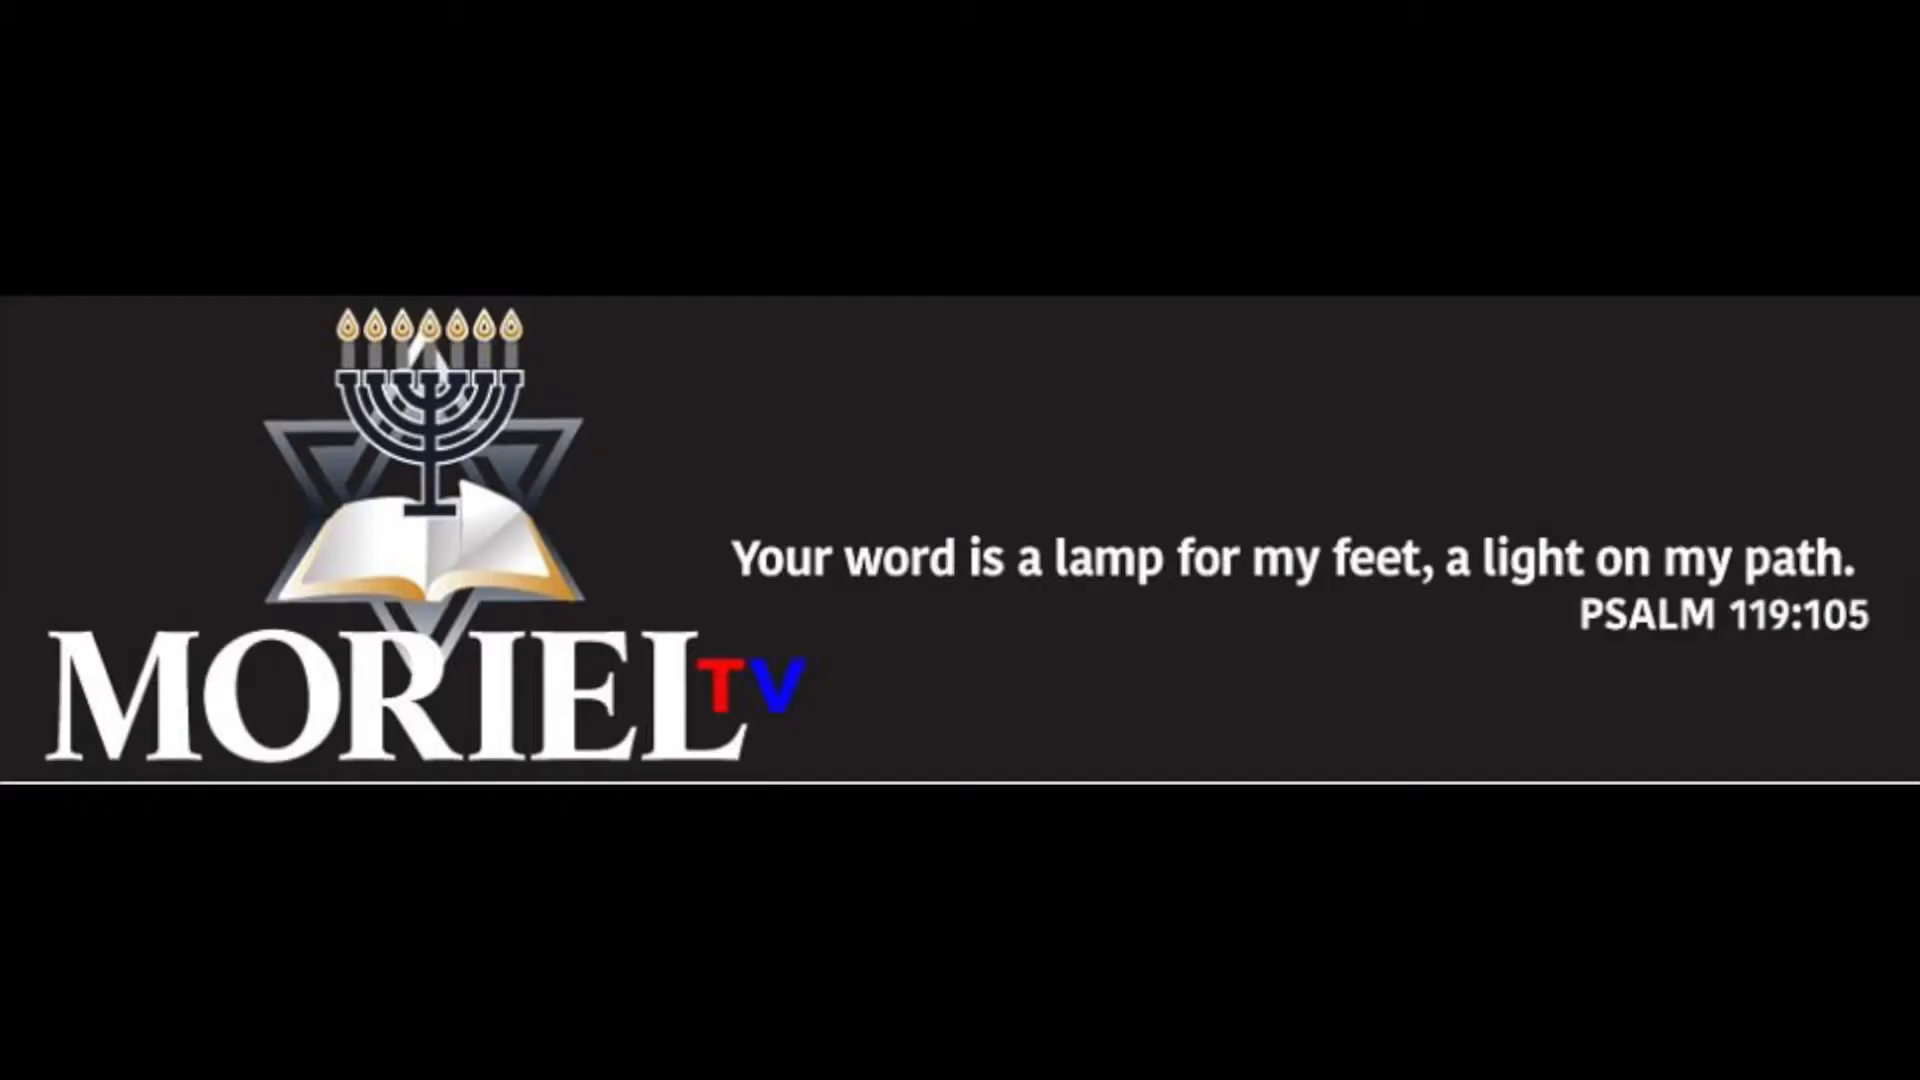 Your word is a lamp for my feet, a light on my path.
PSALM 119:105
MORIEL TV